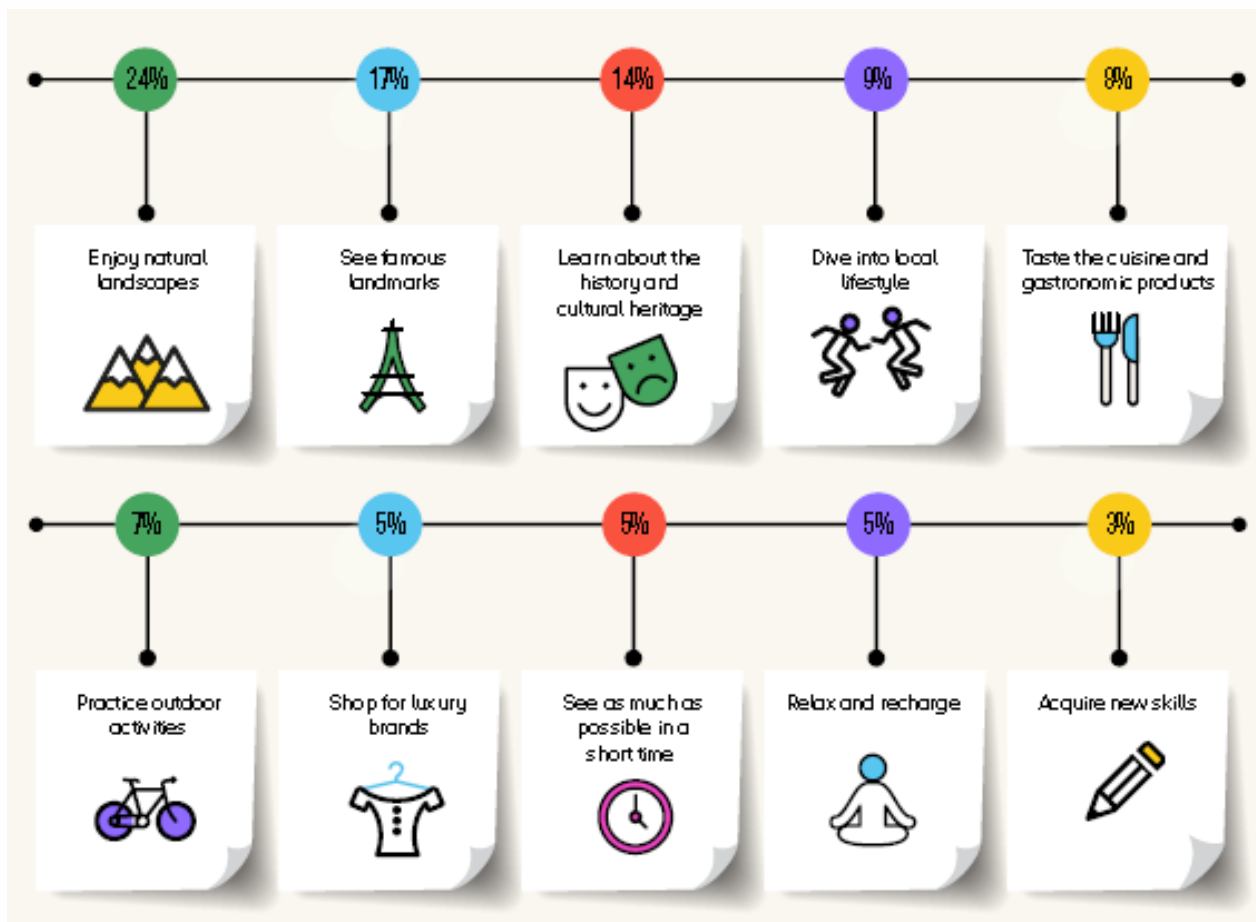 24%
17%
14%
9%
8%
Enjoy natural
landscapes
See famous
landmarks
Learn about the
history and
cultural heritage
Dive into local
lifestyle
Taste the cuisine and
gastronomic products
7%
5%
5%
5%
3%
Practice outdoor
activities
Shop for luxury
brands
See as much as
possible in a
short time
Relax and recharge
Acquire new skills